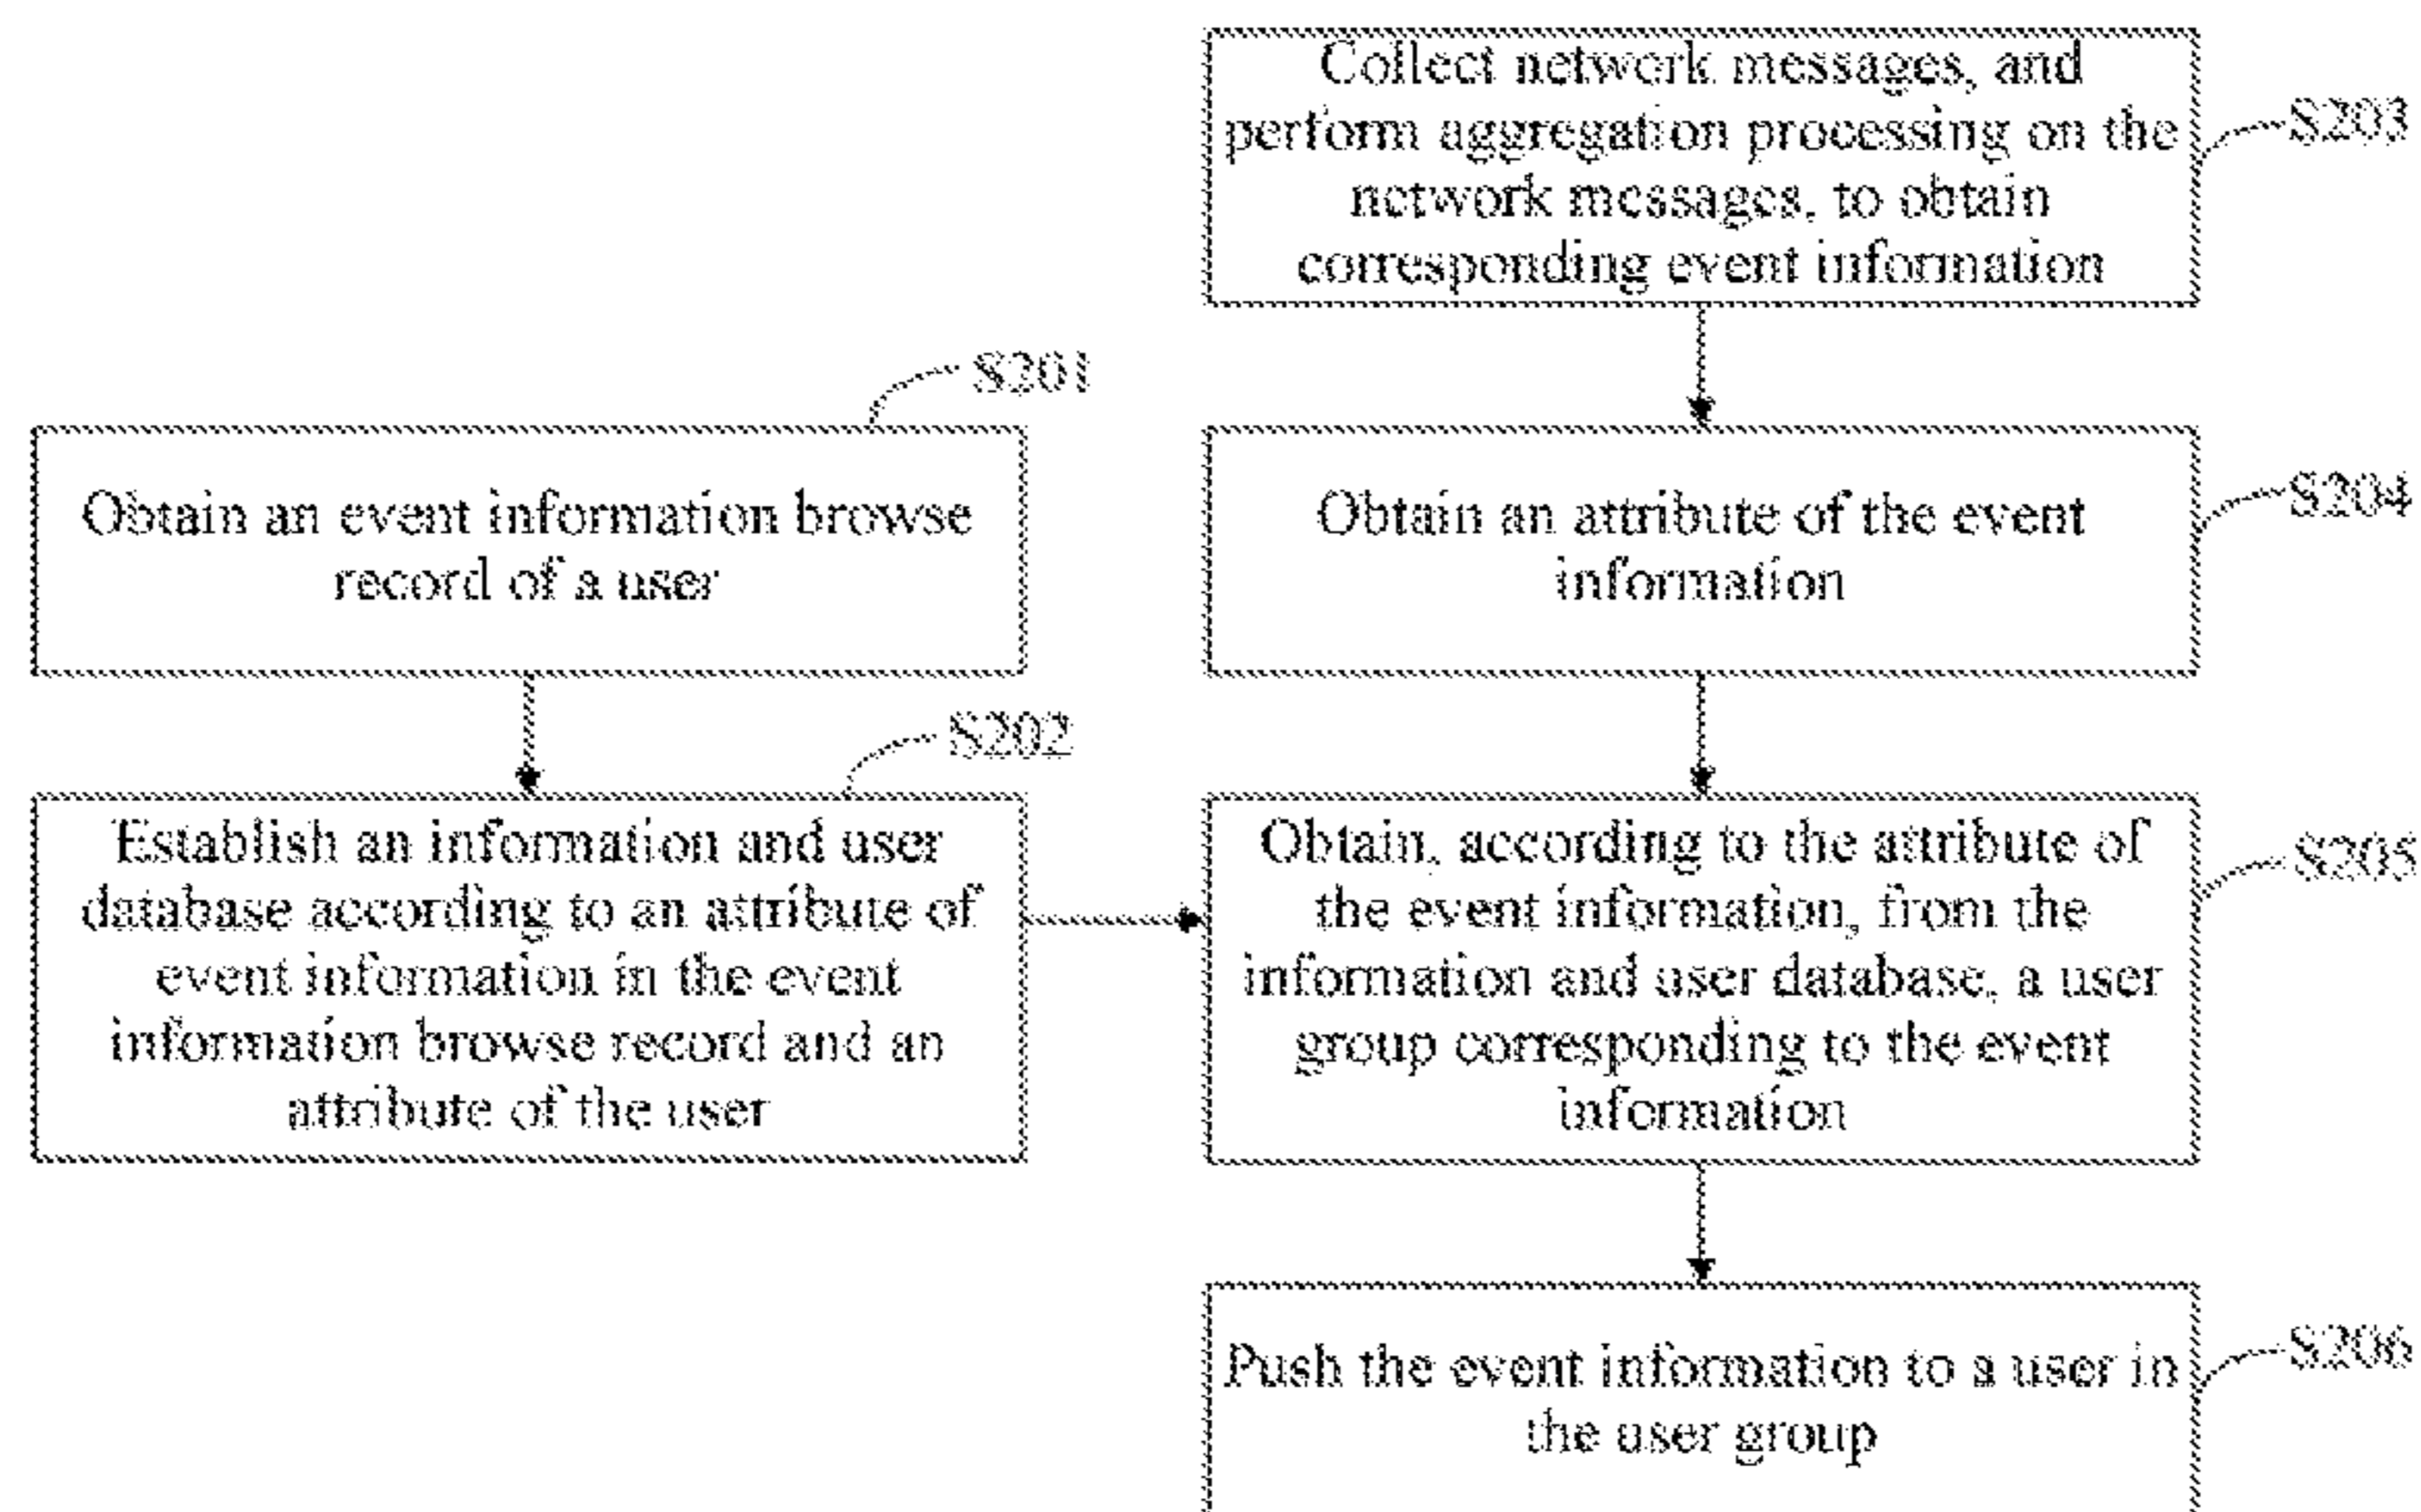 Collect network messages, and
perform aggregation processing on the
network messages, to obtain
corresponding event information
S203
S201
Obtain an event information browse
record of a user
Obtain an attribute of the event
information
S204
S202
Establish an information and user
database according to an attribute of
event information in the event
information browse record and an
attribute of the user
Obtain, according to the attribute of
the event information, from the
information and user database, a user
group corresponding to the event
information
S205
Push the event information to a user in
the user group
S206